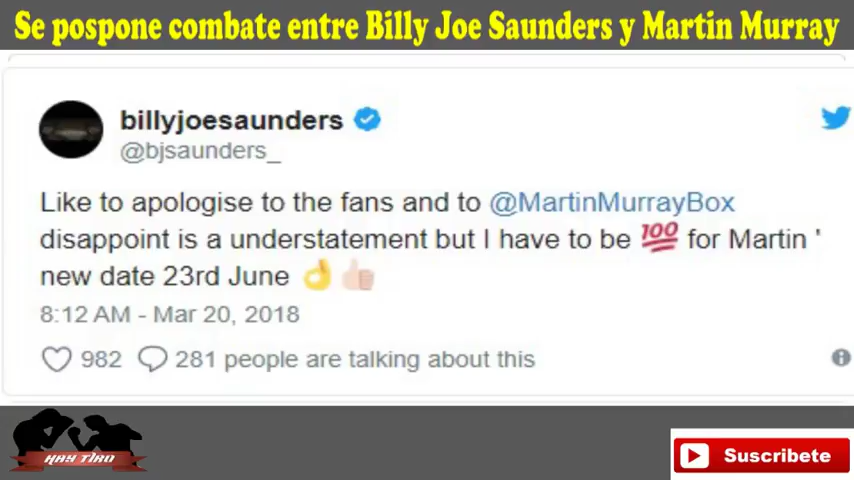 Se pospone combate entre Billy Joe Saunders y Martin Murray
billyjoesaunders
@bjsaunders_
Like to apologise to the fans and to @MartinMurrayBox
disappoint is a understatement but I have to be 💯 for Martin '
new date 23rd June 👌👍
8:12 AM - Mar 20, 2018
982 281 people are talking about this
HAY TIRO
Suscribete